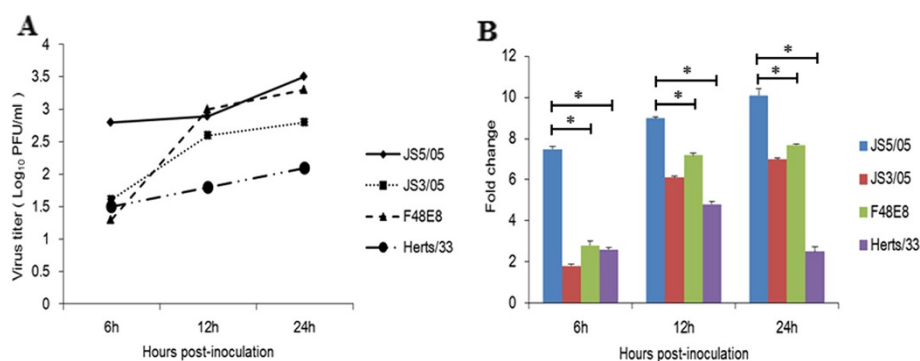 A
Virus titer ( Log10 PFU/ml )
4
3.5
3
2.5
2
1.5
1
0.5
0
6h
12h
24h
Hours post-inoculation
JS5/05
JS3/05
F48E8
Herts/33
B
Fold change
12
10
8
6
4
2
0
*
*
*
*
*
*
6h
12h
24h
Hours post-inoculation
JS5/05
JS3/05
F48E8
Herts/33